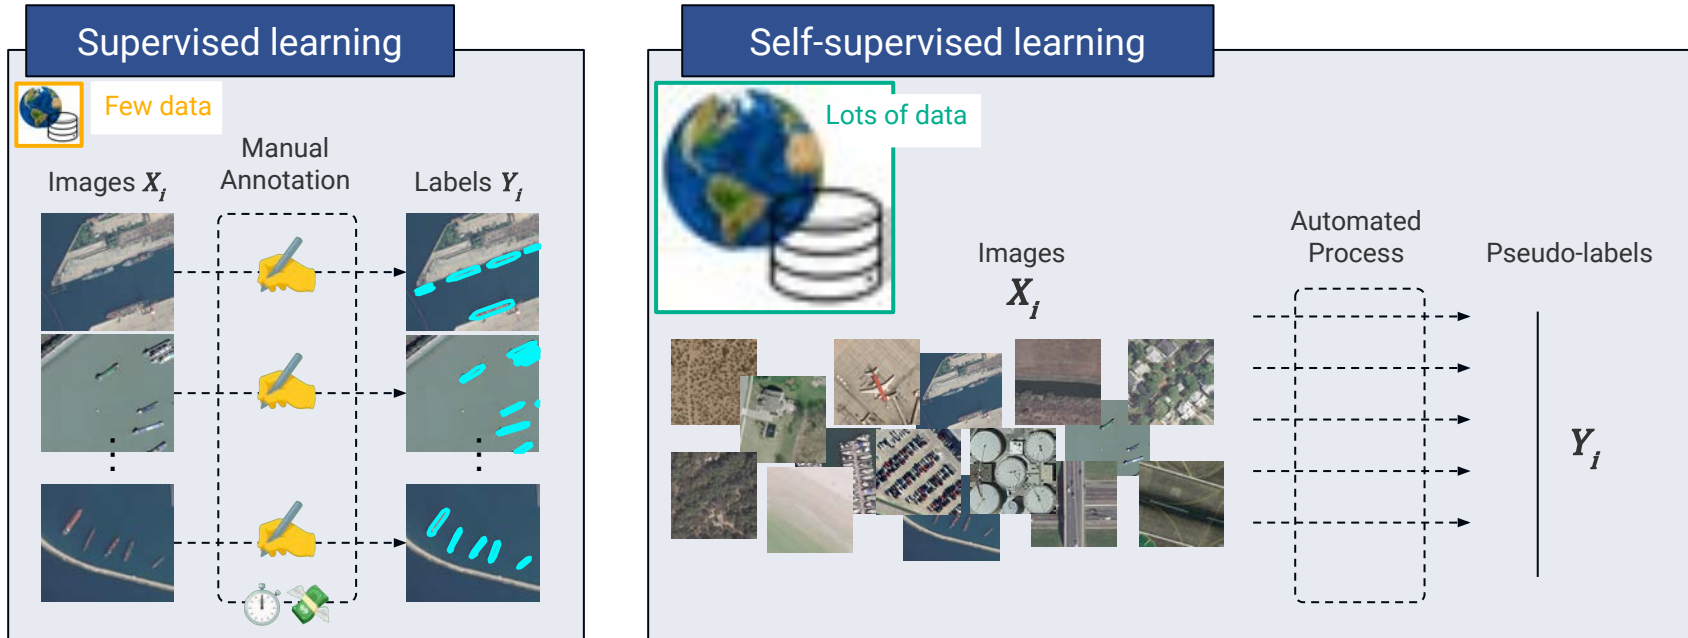 Supervised learning
Few data
Manual
Annotation
Images X_i
Labels Y_i
⋮
⋮
Self-supervised learning
Lots of data
Images
X_i
Automated
Process
Pseudo-labels
Y_i